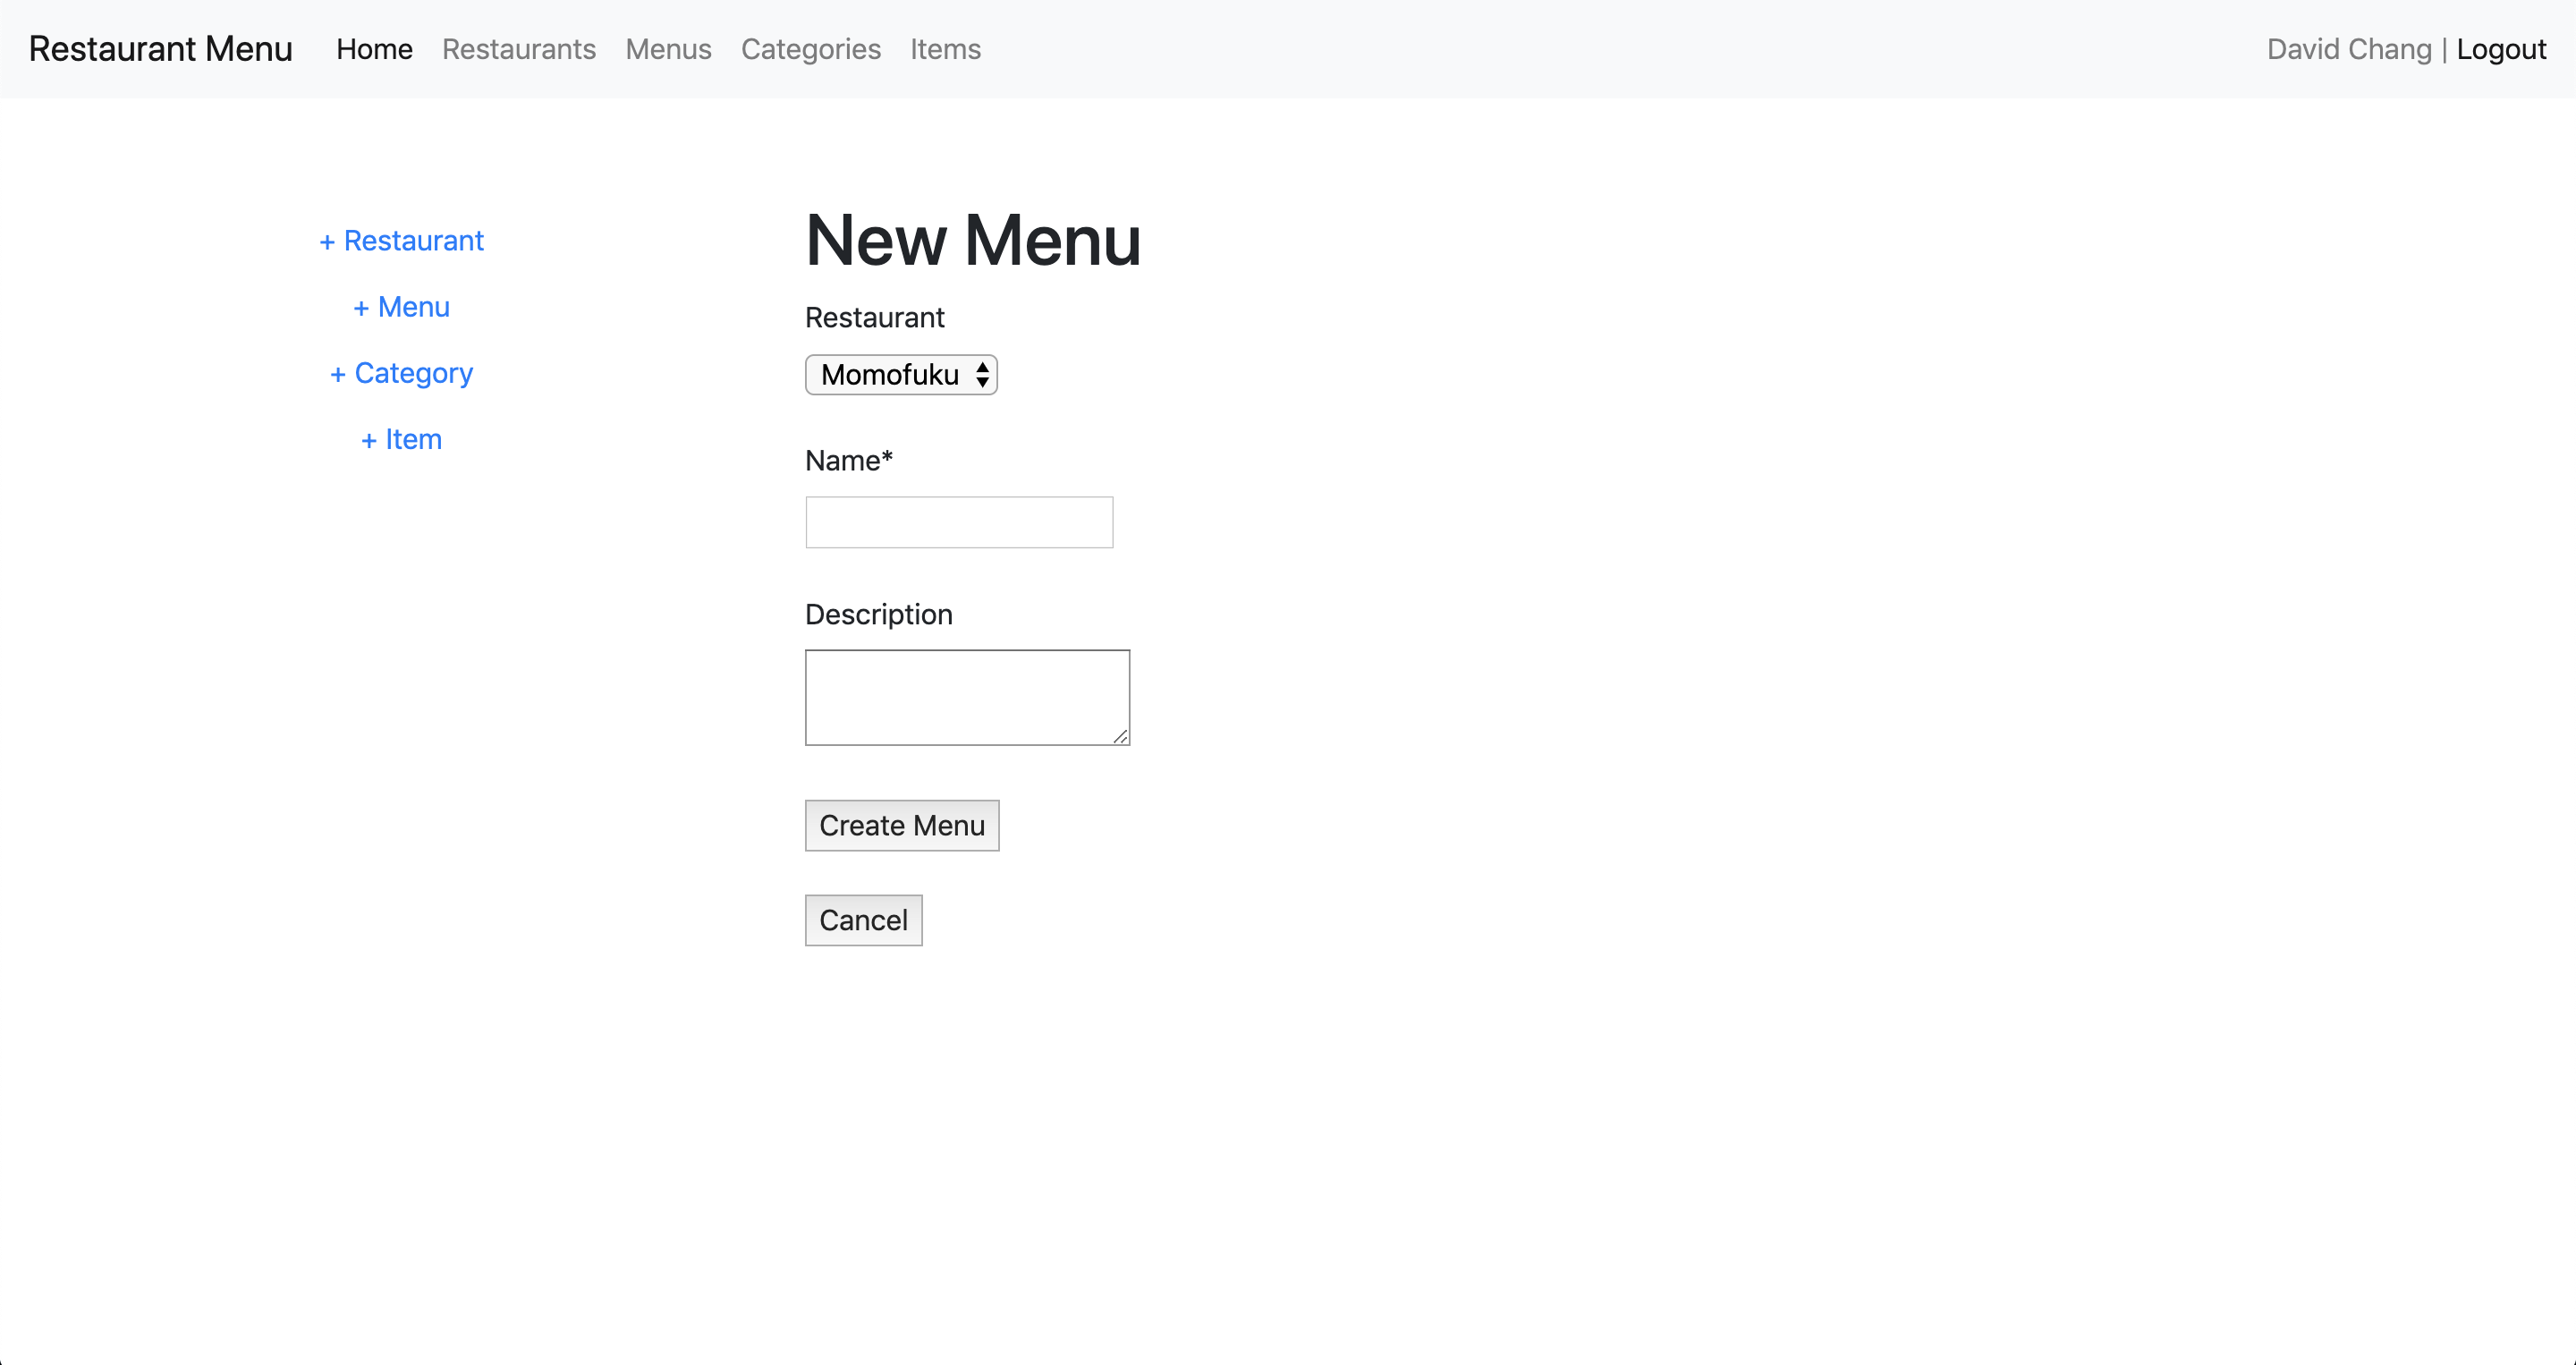 Restaurant Menu Home Restaurants Menus Categories Items David Chang | Logout
+ Restaurant
+ Menu
+ Category
+ Item
New Menu
Restaurant
Momofuku
Name*
Description
Create Menu
Cancel